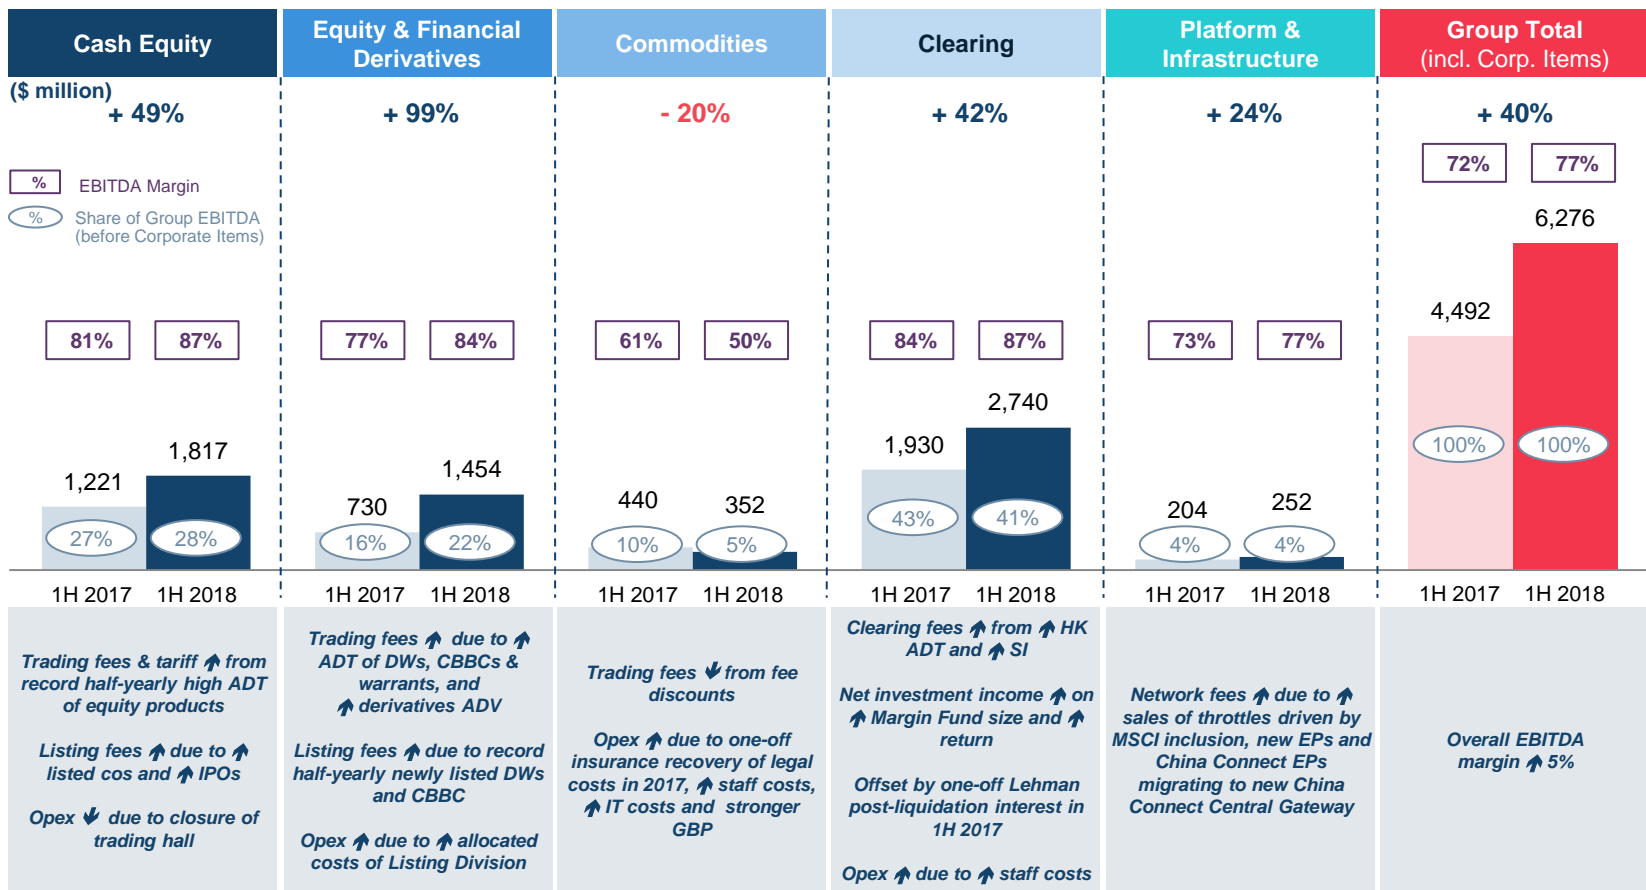 Cash Equity
Equity & Financial
Derivatives
Commodities
Clearing
Platform &
Infrastructure
Group Total
(incl. Corp. Items)
($ million)
+ 49%
+ 99%
- 20%
+ 42%
+ 24%
+ 40%
% EBITDA Margin
% Share of Group EBITDA
(before Corporate Items)
72% 77%
6,276
4,492
100% 100%
81% 87%
77% 84%
61% 50%
84% 87%
73% 77%
1,221 1,817
27% 28%
730 1,454
16% 22%
440 352
10% 5%
1,930 2,740
43% 41%
204 252
4% 4%
1H 2017 1H 2018
1H 2017 1H 2018
1H 2017 1H 2018
1H 2017 1H 2018
1H 2017 1H 2018
1H 2017 1H 2018
Trading fees & tariff ↑ from
record half-yearly high ADT
of equity products
Listing fees ↑ due to ↑
listed cos and ↑ IPOs
Opex ↓ due to closure of
trading hall
Trading fees ↑ due to ↑
ADT of DWs, CBBCs &
warrants, and
↑ derivatives ADV
Listing fees ↑ due to record
half-yearly newly listed DWs
and CBBC
Opex ↑ due to ↑ allocated
costs of Listing Division
Trading fees ↓ from fee
discounts
Opex ↑ due to one-off
insurance recovery of legal
costs in 2017, ↑ staff costs,
↑ IT costs and stronger
GBP
Clearing fees ↑ from ↑ HK
ADT and ↑ SI
Net investment income ↑ on
↑ Margin Fund size and ↑
return
Offset by one-off Lehman
post-liquidation interest in
1H 2017
Opex ↑ due to ↑ staff costs
Network fees ↑ due to ↑
sales of throttles driven by
MSCI inclusion, new EPs and
China Connect EPs
migrating to new China
Connect Central Gateway
Overall EBITDA
margin ↑ 5%